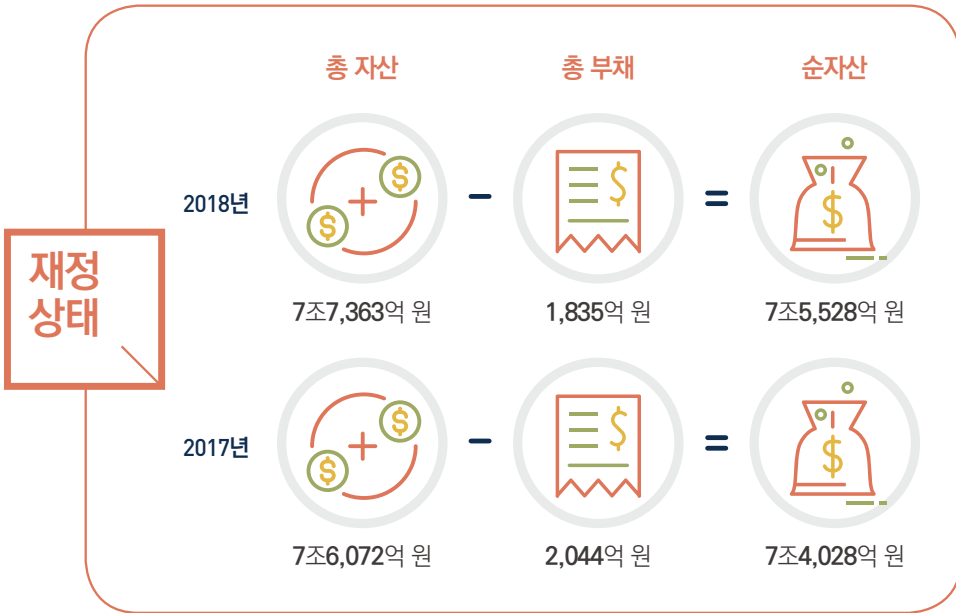 재정
상태
총 자산 총 부채 순자산
2018년 + $ $ - $ = $
7조7,363억 원 1,835억 원 7조5,528억 원
2017년 + $ $ - $ = $
7조6,072억 원 2,044억 원 7조4,028억 원